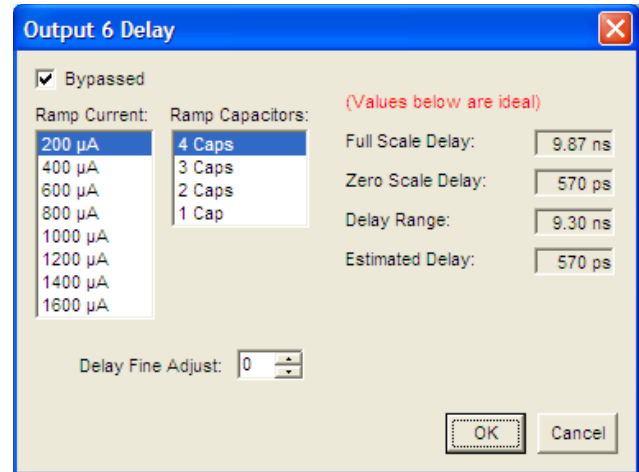 Output 6 Delay
Bypassed
Ramp Current:
200 µA
400 µA
600 µA
800 µA
1000 µA
1200 µA
1400 µA
1600 µA
Ramp Capacitors:
4 Caps
3 Caps
2 Caps
1 Cap
(Values below are ideal)
Full Scale Delay: 9.87 ns
Zero Scale Delay: 570 ps
Delay Range: 9.30 ns
Estimated Delay: 570 ps
Delay Fine Adjust: 0
OK
Cancel